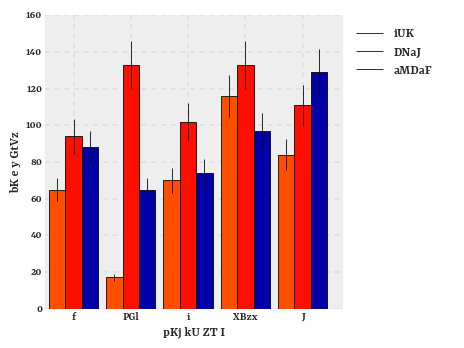 160
140
120
100
80
60
40
20
0
bK e y GtVz
f
PGl
i
XBzx
J
pKj kU ZT I
iUK
DNaJ
aMDaF